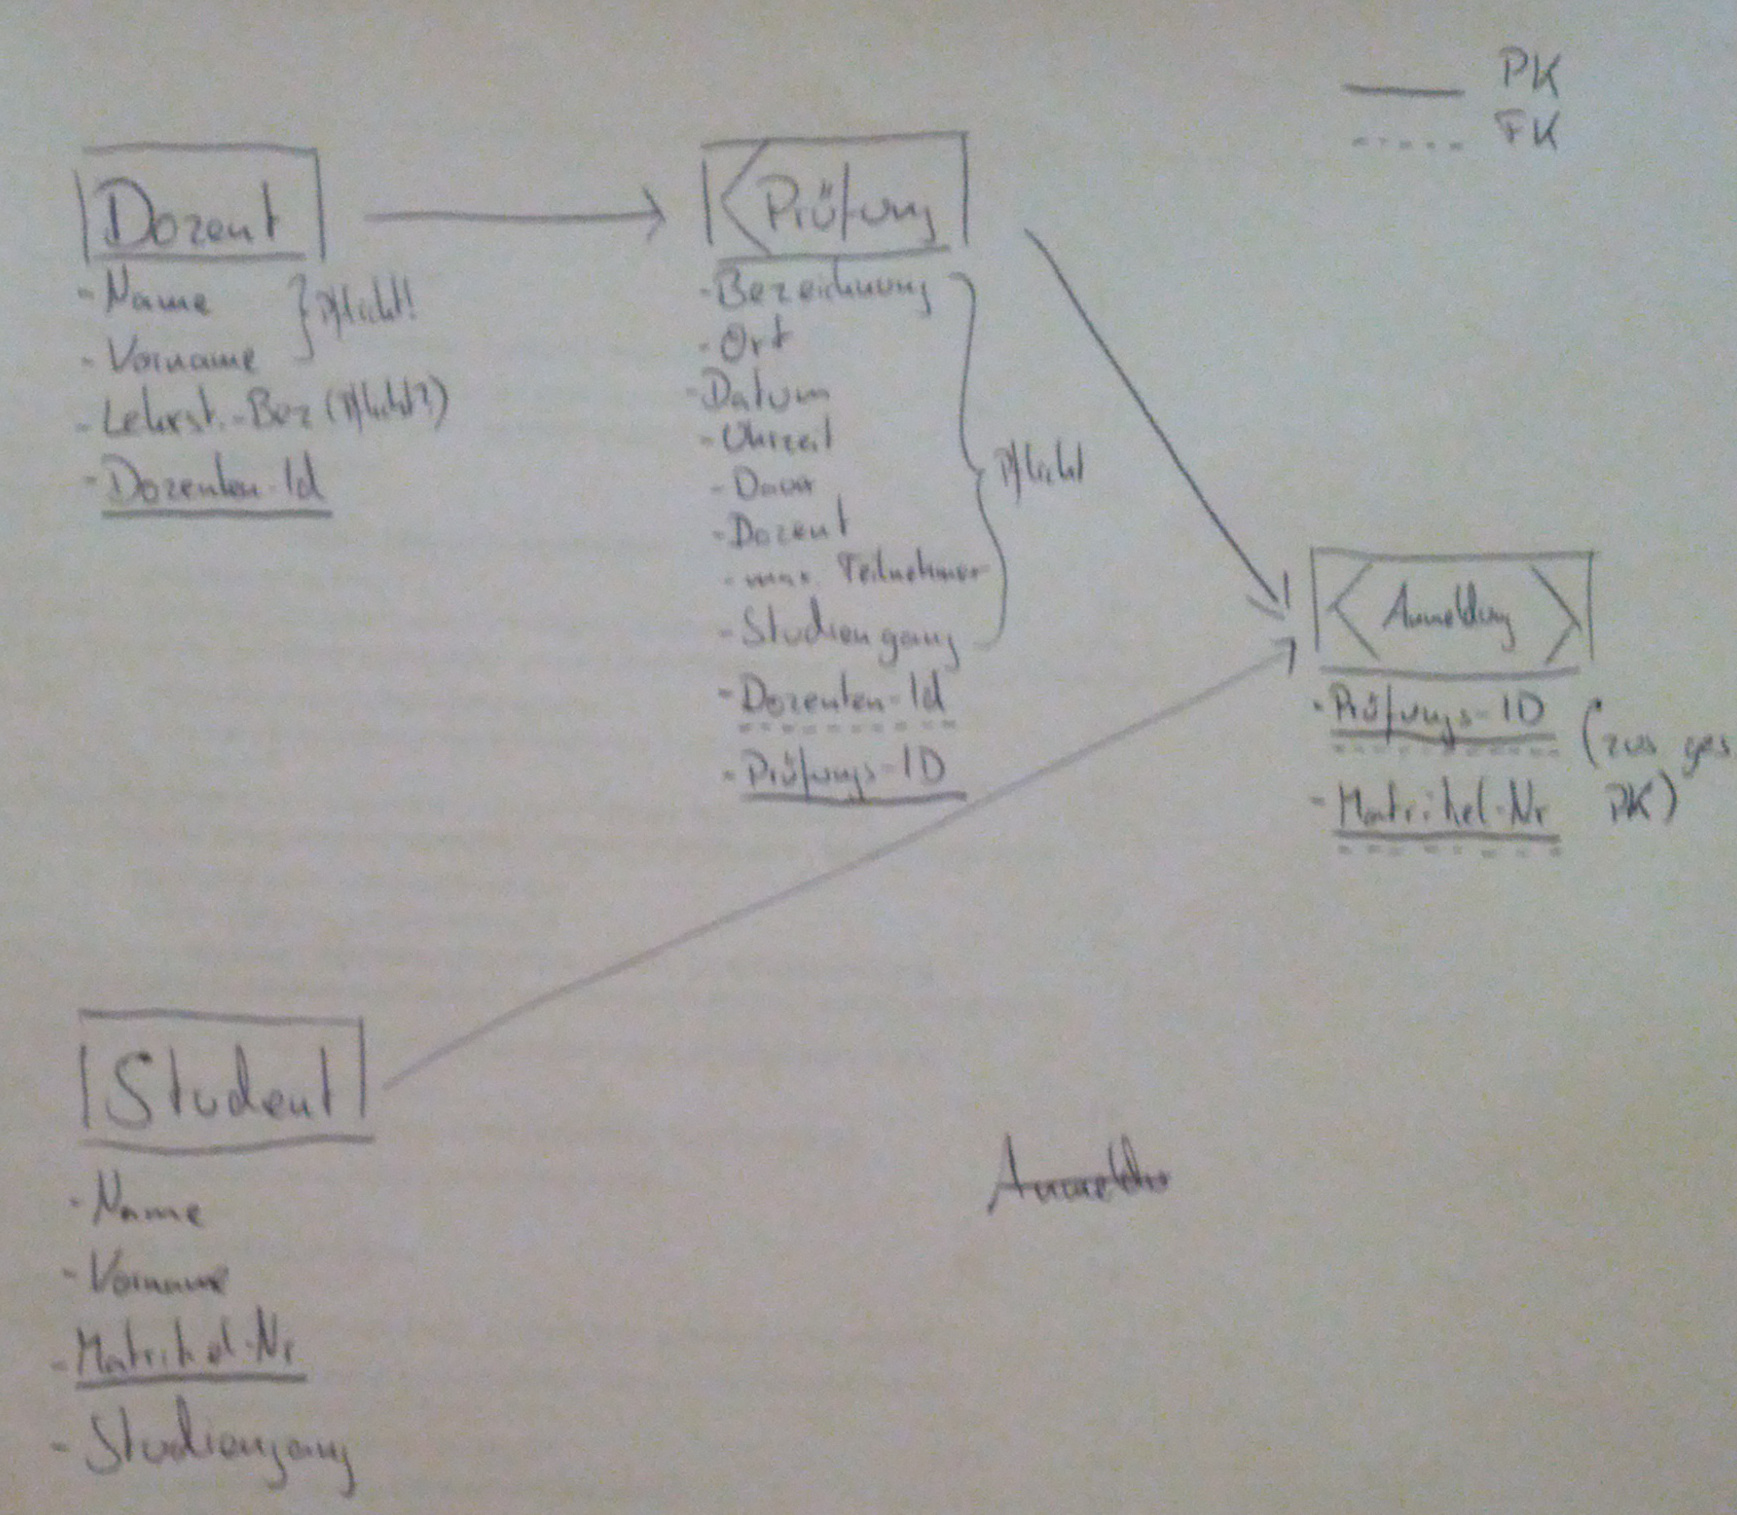 PK
FK
Dozent
- Name
- Vorname
} Pflicht!
- Lehrst.-Bez (Pflicht?)
- Dozenten-Id
Prüfung
- Bezeichnung
- Ort
- Datum
- Uhrzeit
- Dauer
- Dozent
- max. Teilnehmer
- Studiengang
} Pflicht
- Dozenten-Id
- Prüfungs-ID
Anmeldung
- Prüfungs-ID
- Matrikel-Nr
(zus ges
PK)
Student
- Name
- Vorname
- Matrikel-Nr
- Studiengang